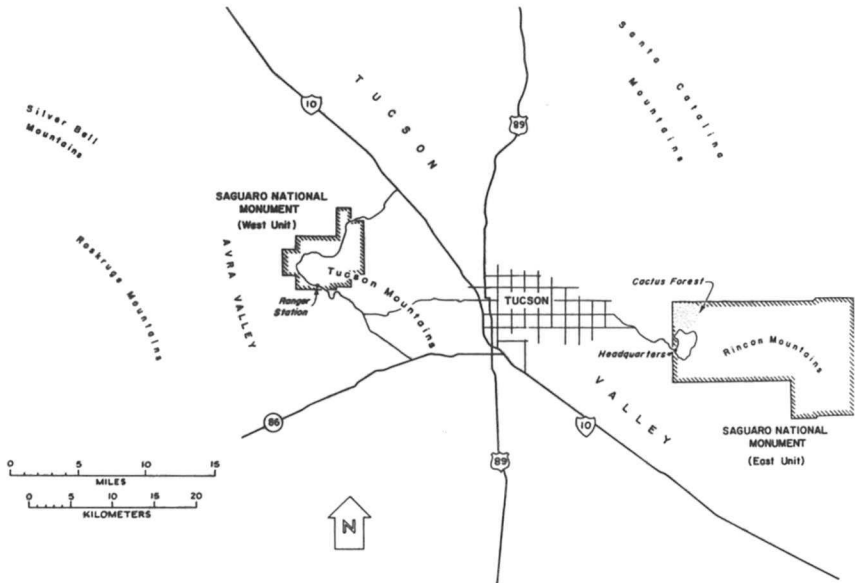 Santa Catalina
Mountains
10
TUCSON
89
Silver Bell
Mountains
SAGUARO NATIONAL
MONUMENT
(West Unit)
Roskruge Mountains
AVRA VALLEY
Tucson Mountains
Ranger
Station
TUCSON
Cactus Forest
Headquarters
Rincon Mountains
VALLEY
86
10
SAGUARO NATIONAL
MONUMENT
(East Unit)
89
0 5 10 15
MILES
0 5 10 15 20
KILOMETERS
N